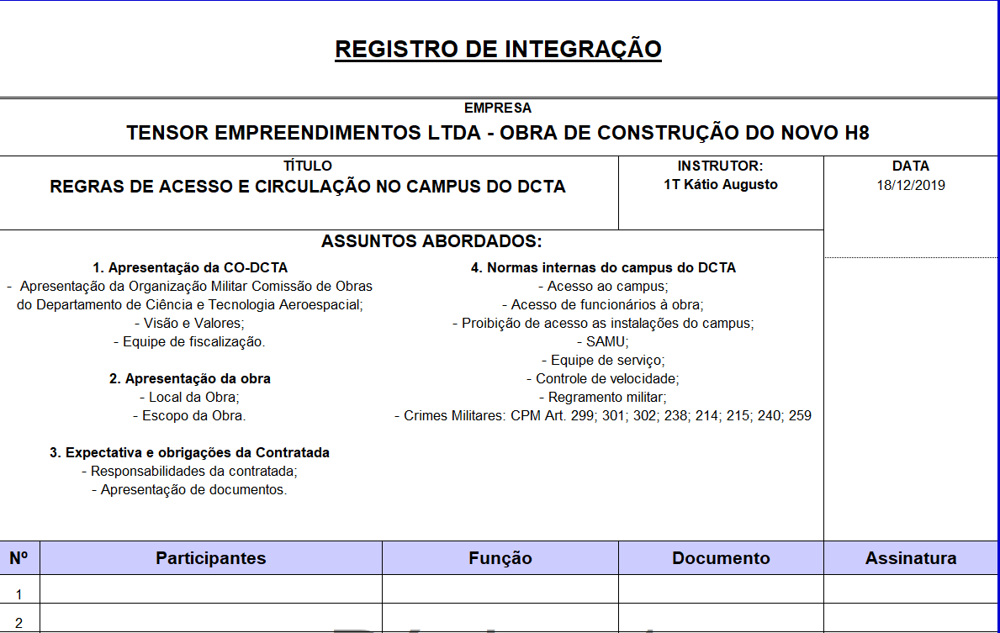 REGISTRO DE INTEGRAÇÃO
EMPRESA
TENSOR EMPREENDIMENTOS LTDA - OBRA DE CONSTRUÇÃO DO NOVO H8
TÍTULO
REGRAS DE ACESSO E CIRCULAÇÃO NO CAMPUS DO DCTA
INSTRUTOR:
1T Kátio Augusto
DATA
18/12/2019
ASSUNTOS ABORDADOS:
1. Apresentação da CO-DCTA
- Apresentação da Organização Militar Comissão de Obras
do Departamento de Ciência e Tecnologia Aeroespacial;
- Visão e Valores;
- Equipe de fiscalização.
2. Apresentação da obra
- Local da Obra;
- Escopo da Obra.
3. Expectativa e obrigações da Contratada
- Responsabilidades da contratada;
- Apresentação de documentos.
4. Normas internas do campus do DCTA
- Acesso ao campus;
- Acesso de funcionários à obra;
- Proibição de acesso as instalações do campus;
- SAMU;
- Equipe de serviço;
- Controle de velocidade;
- Regramento militar;
- Crimes Militares: CPM Art. 299; 301; 302; 238; 214; 215; 240; 259
Nº Participantes Função Documento Assinatura
1
2